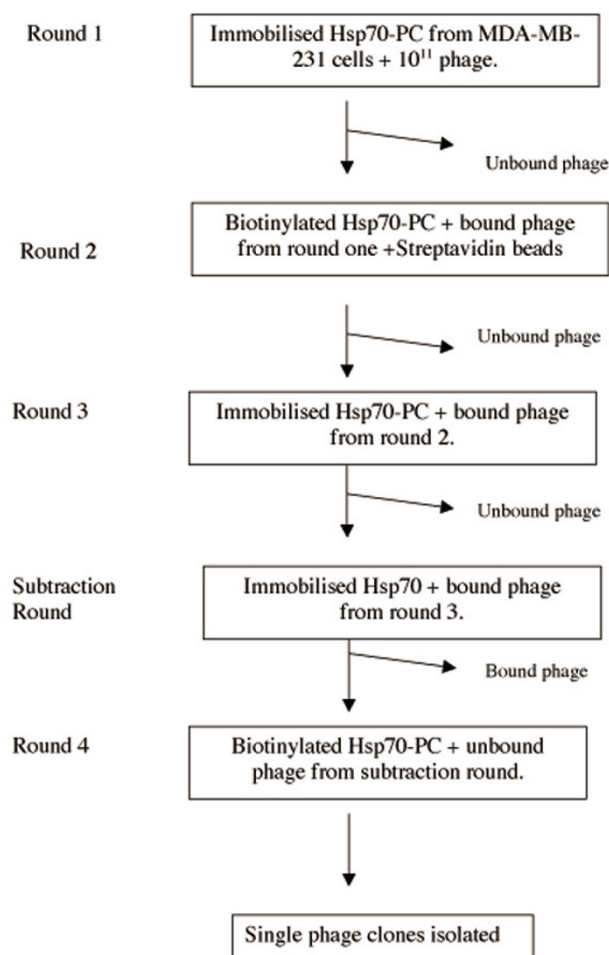 Round 1
Immobilised Hsp70-PC from MDA-MB-
231 cells + 10¹¹ phage.
Unbound phage
Round 2
Biotinylated Hsp70-PC + bound phage
from round one +Streptavidin beads
Unbound phage
Round 3
Immobilised Hsp70-PC + bound phage
from round 2.
Unbound phage
Subtraction
Round
Immobilised Hsp70 + bound phage
from round 3.
Bound phage
Round 4
Biotinylated Hsp70-PC + unbound
phage from subtraction round.
Single phage clones isolated